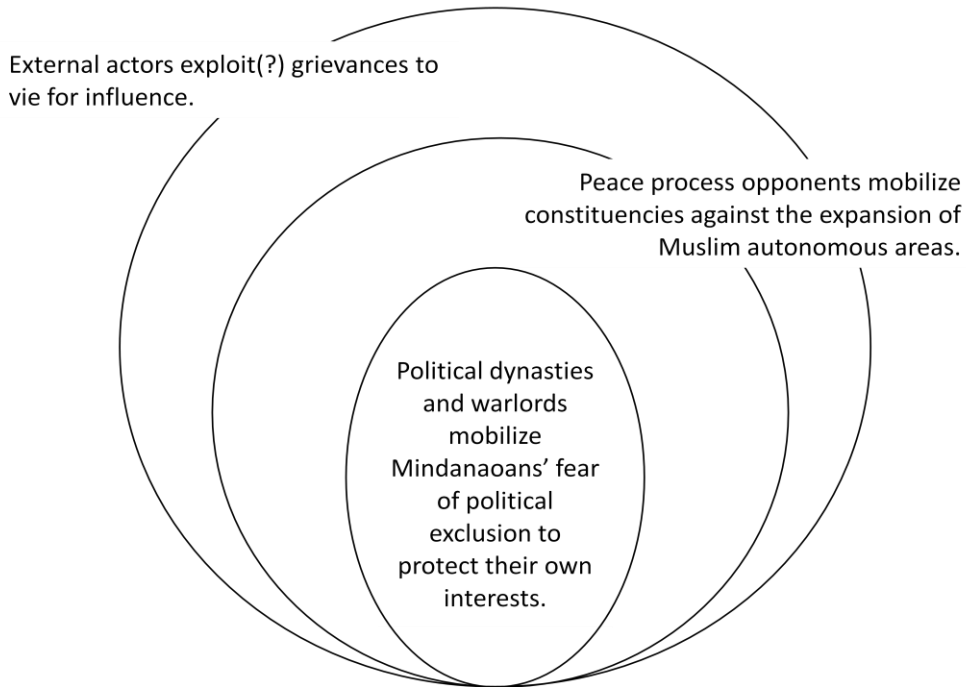 External actors exploit(?) grievances to
vie for influence.
Peace process opponents mobilize
constituencies against the expansion of
Muslim autonomous areas.
Political dynasties
and warlords
mobilize
Mindanaoans’ fear
of political
exclusion to
protect their own
interests.